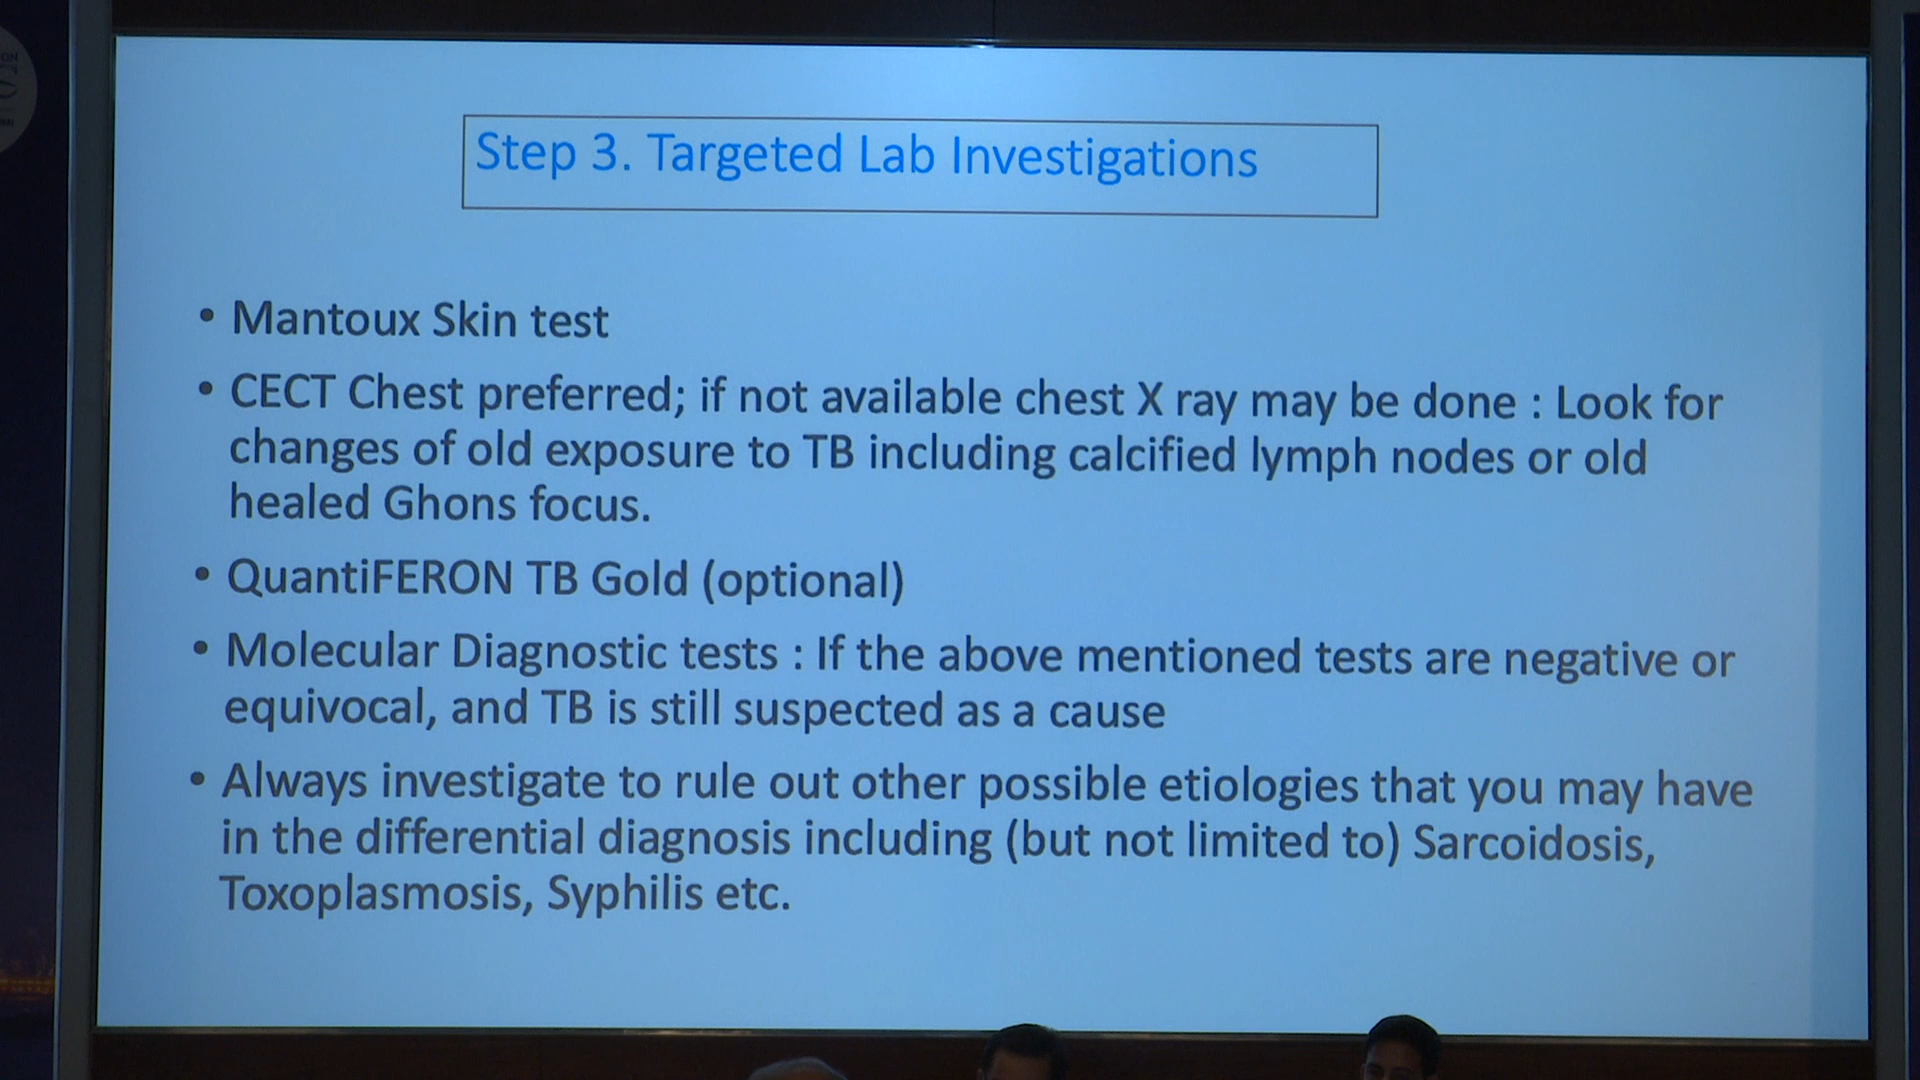 Step 3. Targeted Lab Investigations
• Mantoux Skin test
• CECT Chest preferred; if not available chest X ray may be done : Look for
changes of old exposure to TB including calcified lymph nodes or old
healed Ghons focus.
• QuantiFERON TB Gold (optional)
• Molecular Diagnostic tests : If the above mentioned tests are negative or
equivocal, and TB is still suspected as a cause
• Always investigate to rule out other possible etiologies that you may have
in the differential diagnosis including (but not limited to) Sarcoidosis,
Toxoplasmosis, Syphilis etc.